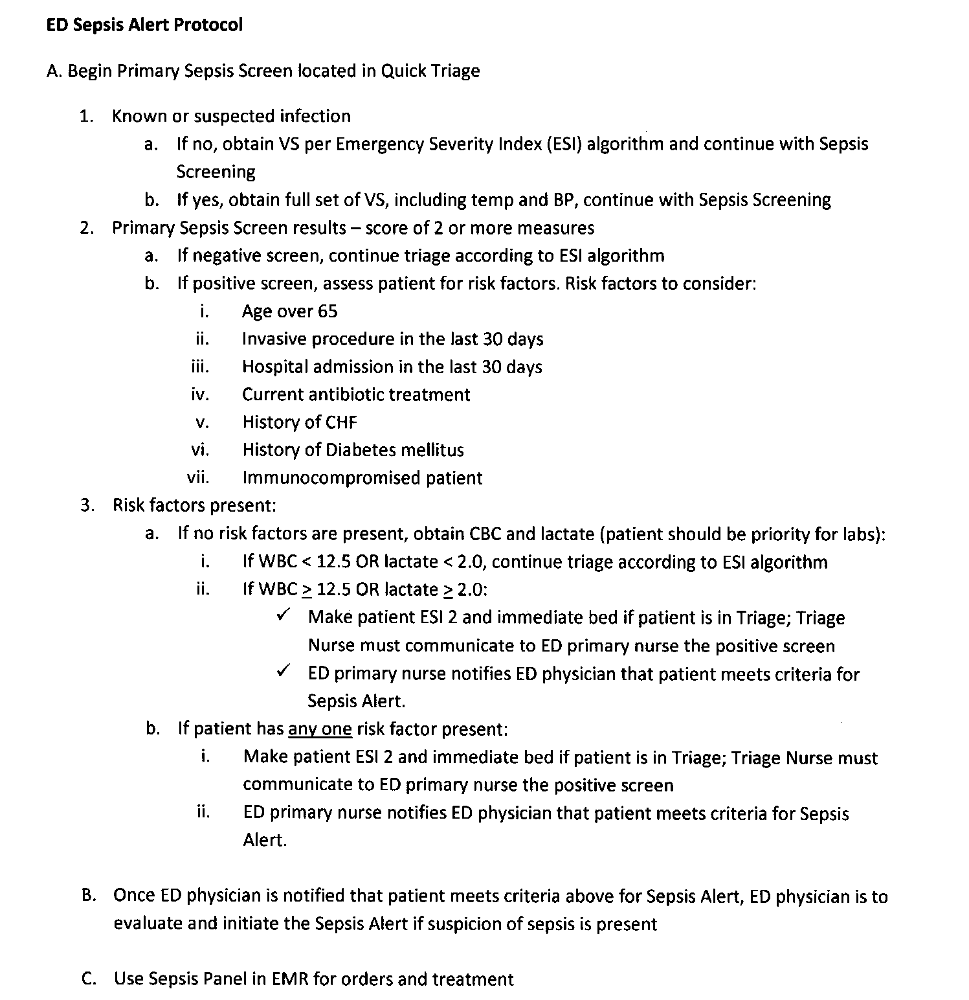 ED Sepsis Alert Protocol
A. Begin Primary Sepsis Screen located in Quick Triage
1. Known or suspected infection
a. If no, obtain VS per Emergency Severity Index (ESI) algorithm and continue with Sepsis
Screening
b. If yes, obtain full set of VS, including temp and BP, continue with Sepsis Screening
2. Primary Sepsis Screen results – score of 2 or more measures
a. If negative screen, continue triage according to ESI algorithm
b. If positive screen, assess patient for risk factors. Risk factors to consider:
i. Age over 65
ii. Invasive procedure in the last 30 days
iii. Hospital admission in the last 30 days
iv. Current antibiotic treatment
v. History of CHF
vi. History of Diabetes mellitus
vii. Immunocompromised patient
3. Risk factors present:
a. If no risk factors are present, obtain CBC and lactate (patient should be priority for labs):
i. If WBC < 12.5 OR lactate < 2.0, continue triage according to ESI algorithm
ii. If WBC ≥ 12.5 OR lactate ≥ 2.0:
✓ Make patient ESI 2 and immediate bed if patient is in Triage; Triage
Nurse must communicate to ED primary nurse the positive screen
✓ ED primary nurse notifies ED physician that patient meets criteria for
Sepsis Alert.
b. If patient has any one risk factor present:
i. Make patient ESI 2 and immediate bed if patient is in Triage; Triage Nurse must
communicate to ED primary nurse the positive screen
ii. ED primary nurse notifies ED physician that patient meets criteria for Sepsis
Alert.
B. Once ED physician is notified that patient meets criteria above for Sepsis Alert, ED physician is to
evaluate and initiate the Sepsis Alert if suspicion of sepsis is present
C. Use Sepsis Panel in EMR for orders and treatment